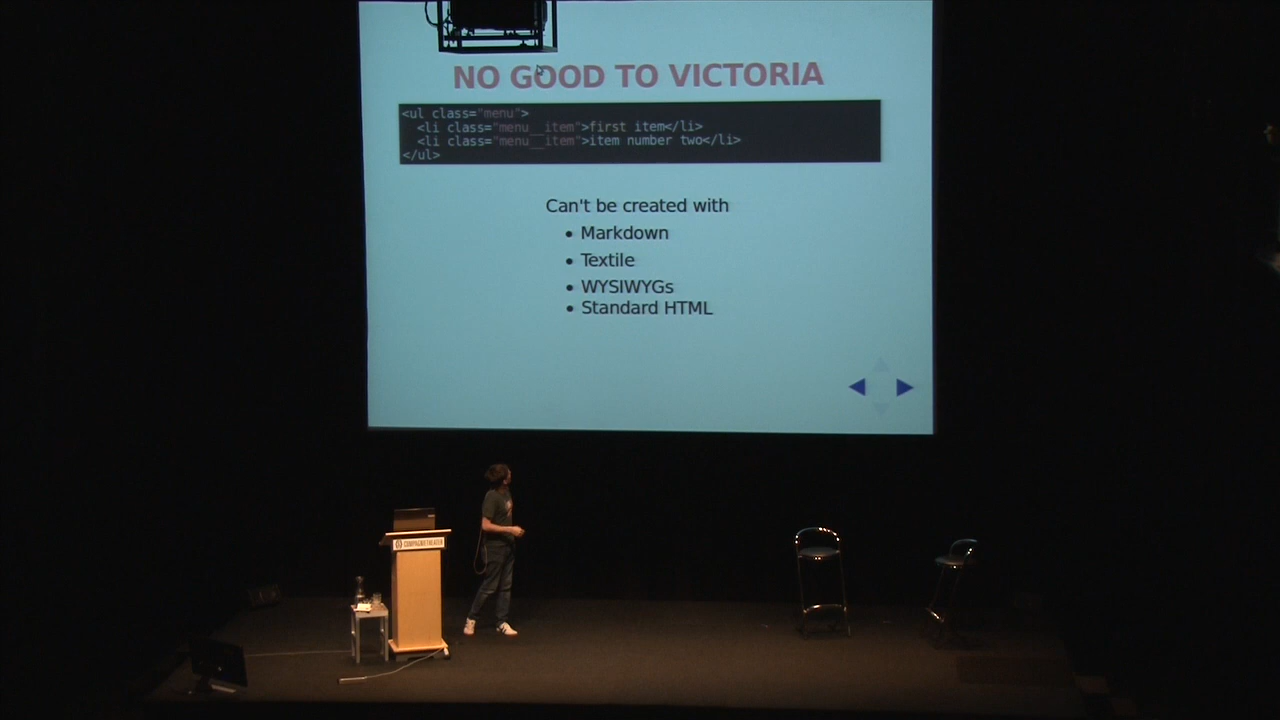 NO GOOD TO VICTORIA
<ul class="menu">
  <li class="menu__item">first item</li>
  <li class="menu__item">item number two</li>
</ul>
Can't be created with
• Markdown
• Textile
• WYSIWYGs
• Standard HTML
COMPAGNIETHEATER